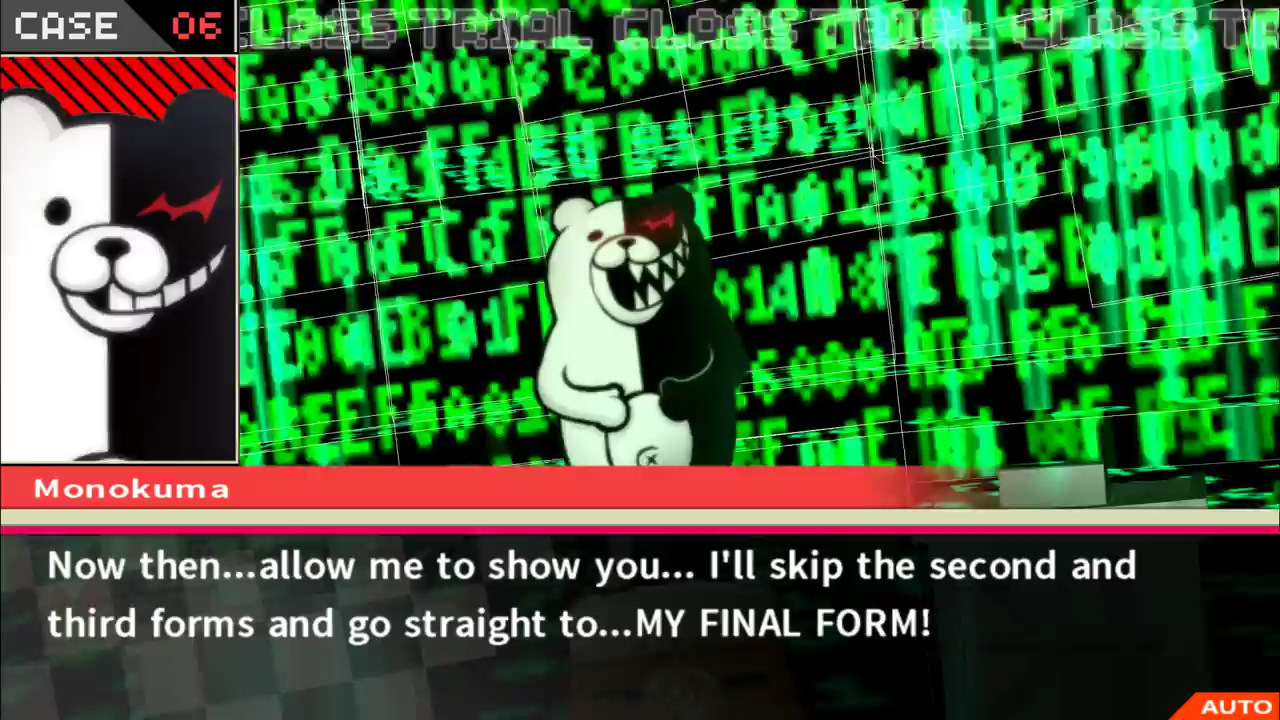 CASE 06
CLASS TRIAL CLASS TRIAL CLASS TR
Monokuma
Now then...allow me to show you... I'll skip the second and
third forms and go straight to...MY FINAL FORM!
AUTO